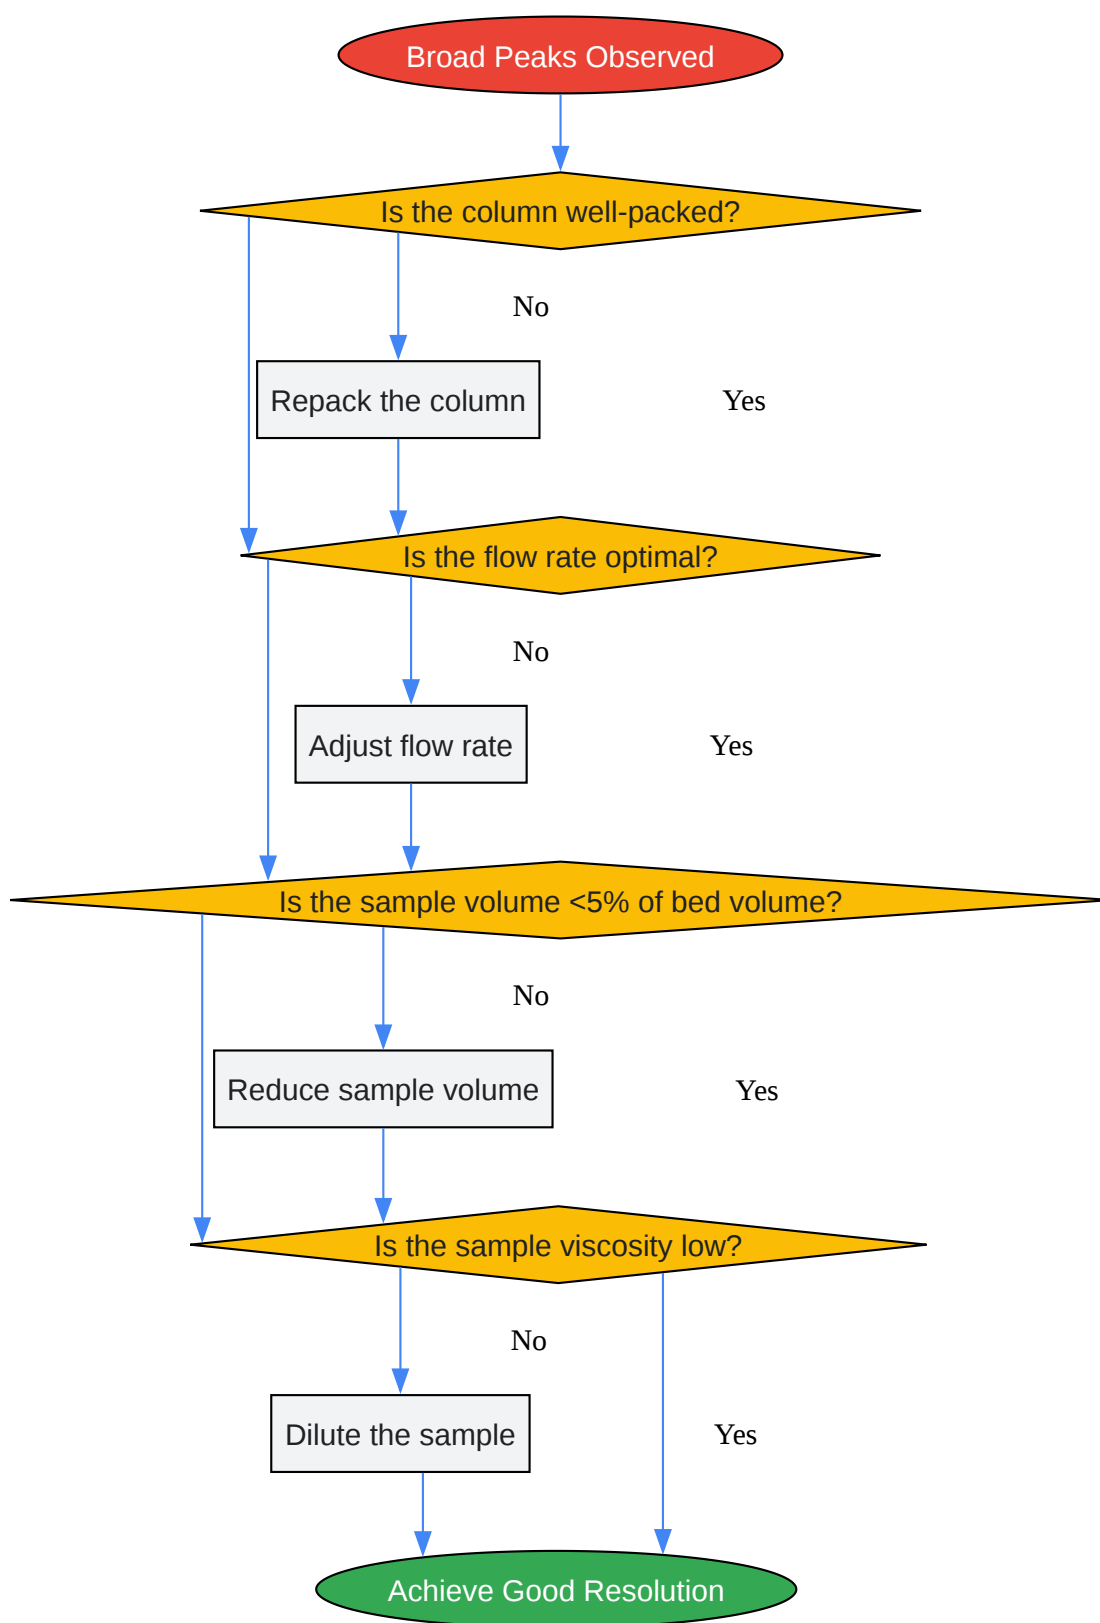 Broad Peaks Observed
Is the column well-packed?
No
Repack the column
Yes
Is the flow rate optimal?
No
Adjust flow rate
Yes
Is the sample volume <5% of bed volume?
No
Reduce sample volume
Yes
Is the sample viscosity low?
No
Dilute the sample
Yes
Achieve Good Resolution